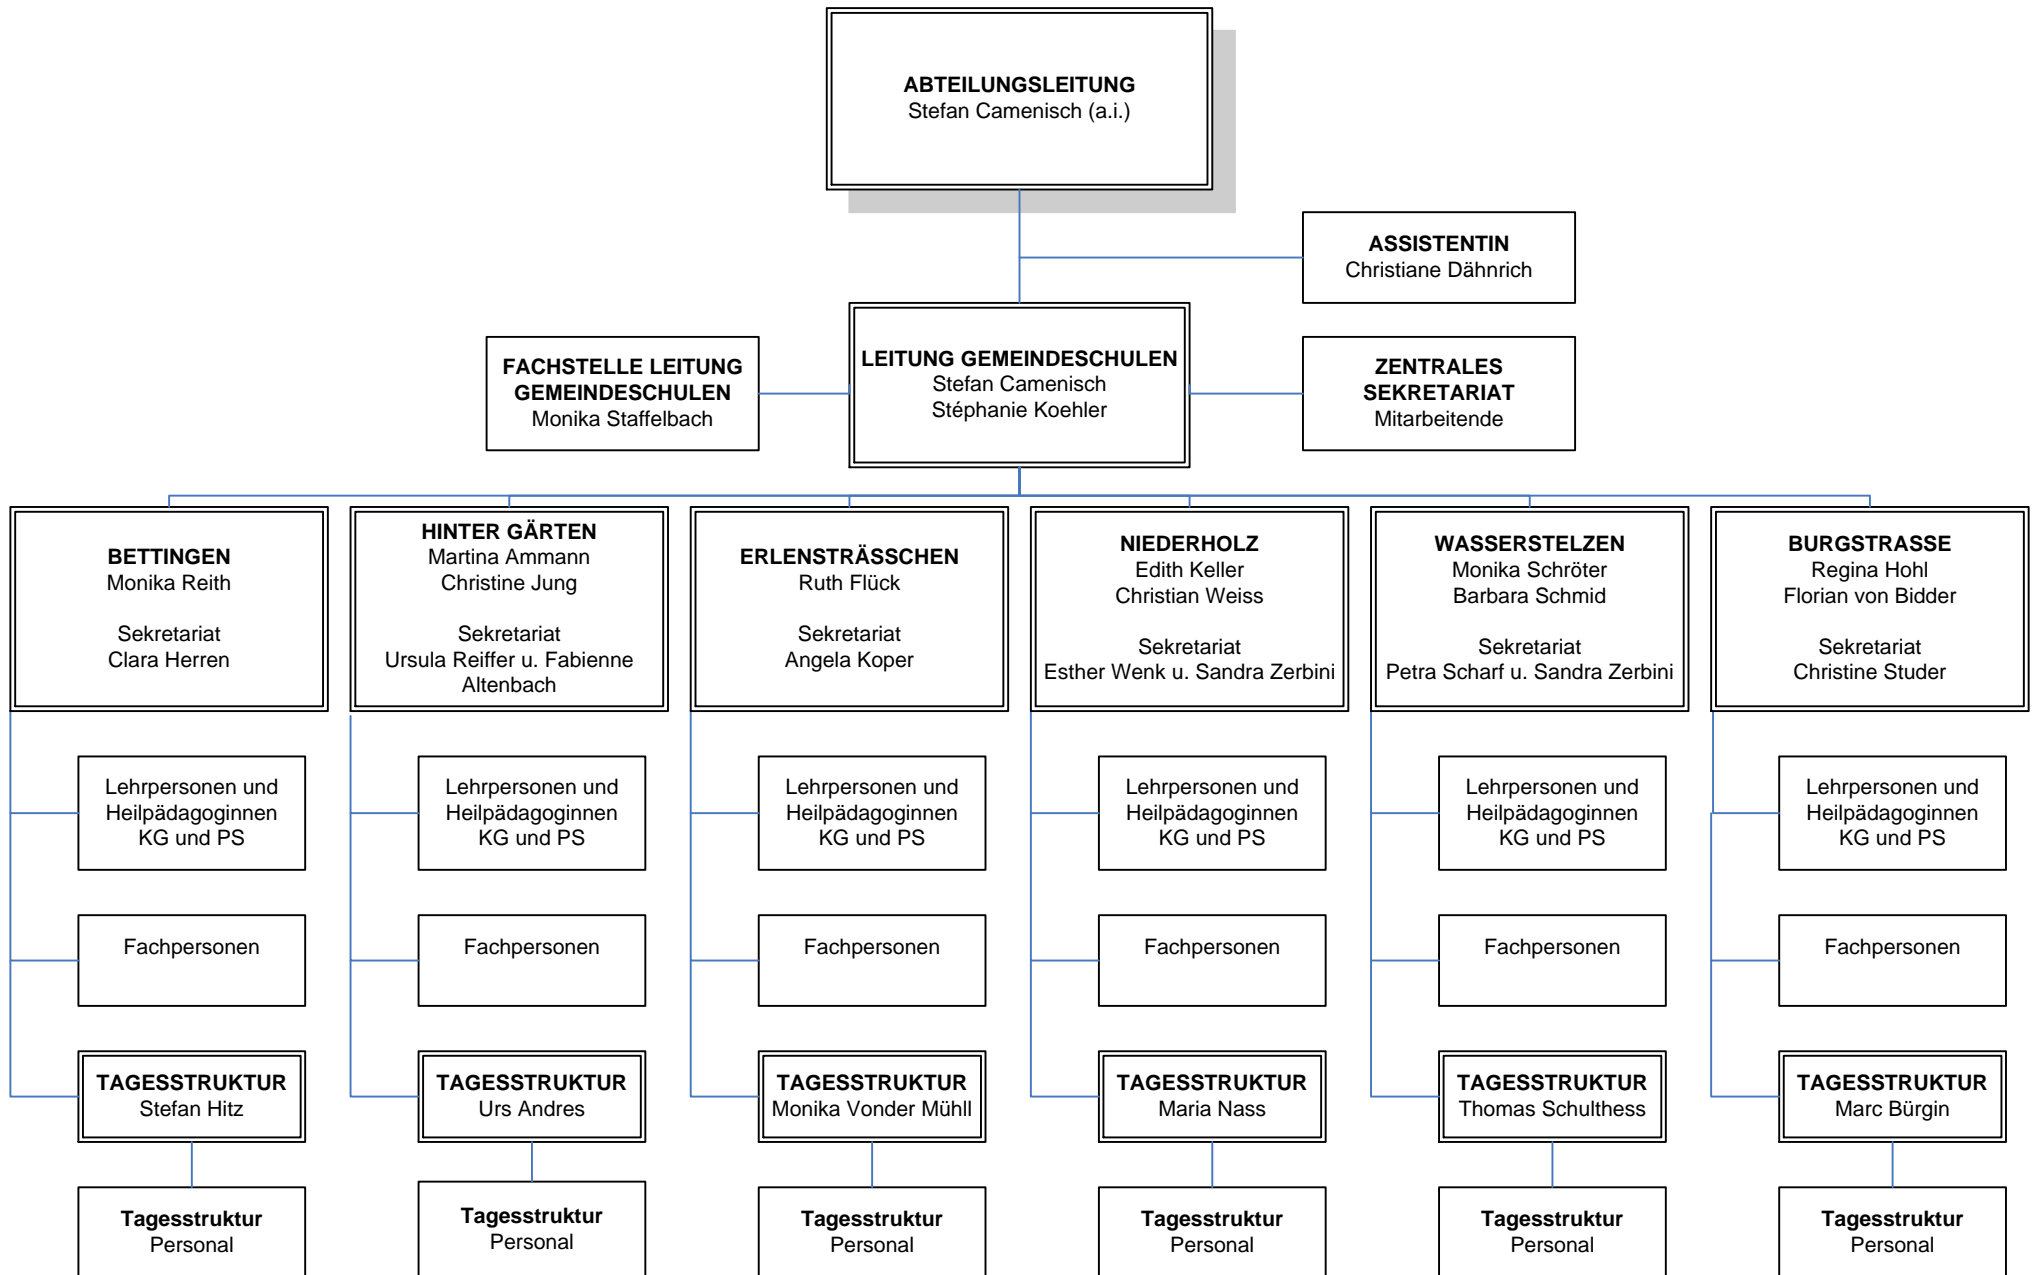 ABTEILUNGSLEITUNG
Stefan Camenisch (a.i.)
ASSISTENTIN
Christiane Dähnrich
FACHSTELLE LEITUNG
GEMEINDESCHULEN
Monika Staffelbach
LEITUNG GEMEINDESCHULEN
Stefan Camenisch
Stéphanie Koehler
ZENTRALES
SEKRETARIAT
Mitarbeitende
BETTINGEN
Monika Reith
Sekretariat
Clara Herren
HINTER GÄRTEN
Martina Ammann
Christine Jung
Sekretariat
Ursula Reiffer u. Fabienne
Altenbach
ERLENSTRÄSSCHEN
Ruth Flück
Sekretariat
Angela Koper
NIEDERHOLZ
Edith Keller
Christian Weiss
Sekretariat
Esther Wenk u. Sandra Zerbini
WASSERSTELZEN
Monika Schröter
Barbara Schmid
Sekretariat
Petra Scharf u. Sandra Zerbini
BURGSTRASSE
Regina Hohl
Florian von Bidder
Sekretariat
Christine Studer
Lehrpersonen und
Heilpädagoginnen
KG und PS
Lehrpersonen und
Heilpädagoginnen
KG und PS
Lehrpersonen und
Heilpädagoginnen
KG und PS
Lehrpersonen und
Heilpädagoginnen
KG und PS
Lehrpersonen und
Heilpädagoginnen
KG und PS
Lehrpersonen und
Heilpädagoginnen
KG und PS
Fachpersonen
Fachpersonen
Fachpersonen
Fachpersonen
Fachpersonen
Fachpersonen
TAGESSTRUKTUR
Stefan Hitz
TAGESSTRUKTUR
Urs Andres
TAGESSTRUKTUR
Monika Vonder Mühll
TAGESSTRUKTUR
Maria Nass
TAGESSTRUKTUR
Thomas Schulthess
TAGESSTRUKTUR
Marc Bürgin
Tagesstruktur
Personal
Tagesstruktur
Personal
Tagesstruktur
Personal
Tagesstruktur
Personal
Tagesstruktur
Personal
Tagesstruktur
Personal